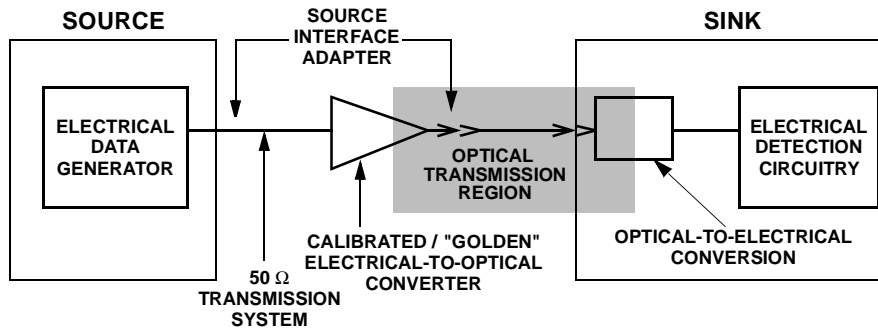 SOURCE
SOURCE
INTERFACE
ADAPTER
SINK
ELECTRICAL
DATA
GENERATOR
OPTICAL
TRANSMISSION
REGION
ELECTRICAL
DETECTION
CIRCUITRY
50 Ω
TRANSMISSION
SYSTEM
CALIBRATED / "GOLDEN"
ELECTRICAL-TO-OPTICAL
CONVERTER
OPTICAL-TO-ELECTRICAL
CONVERSION